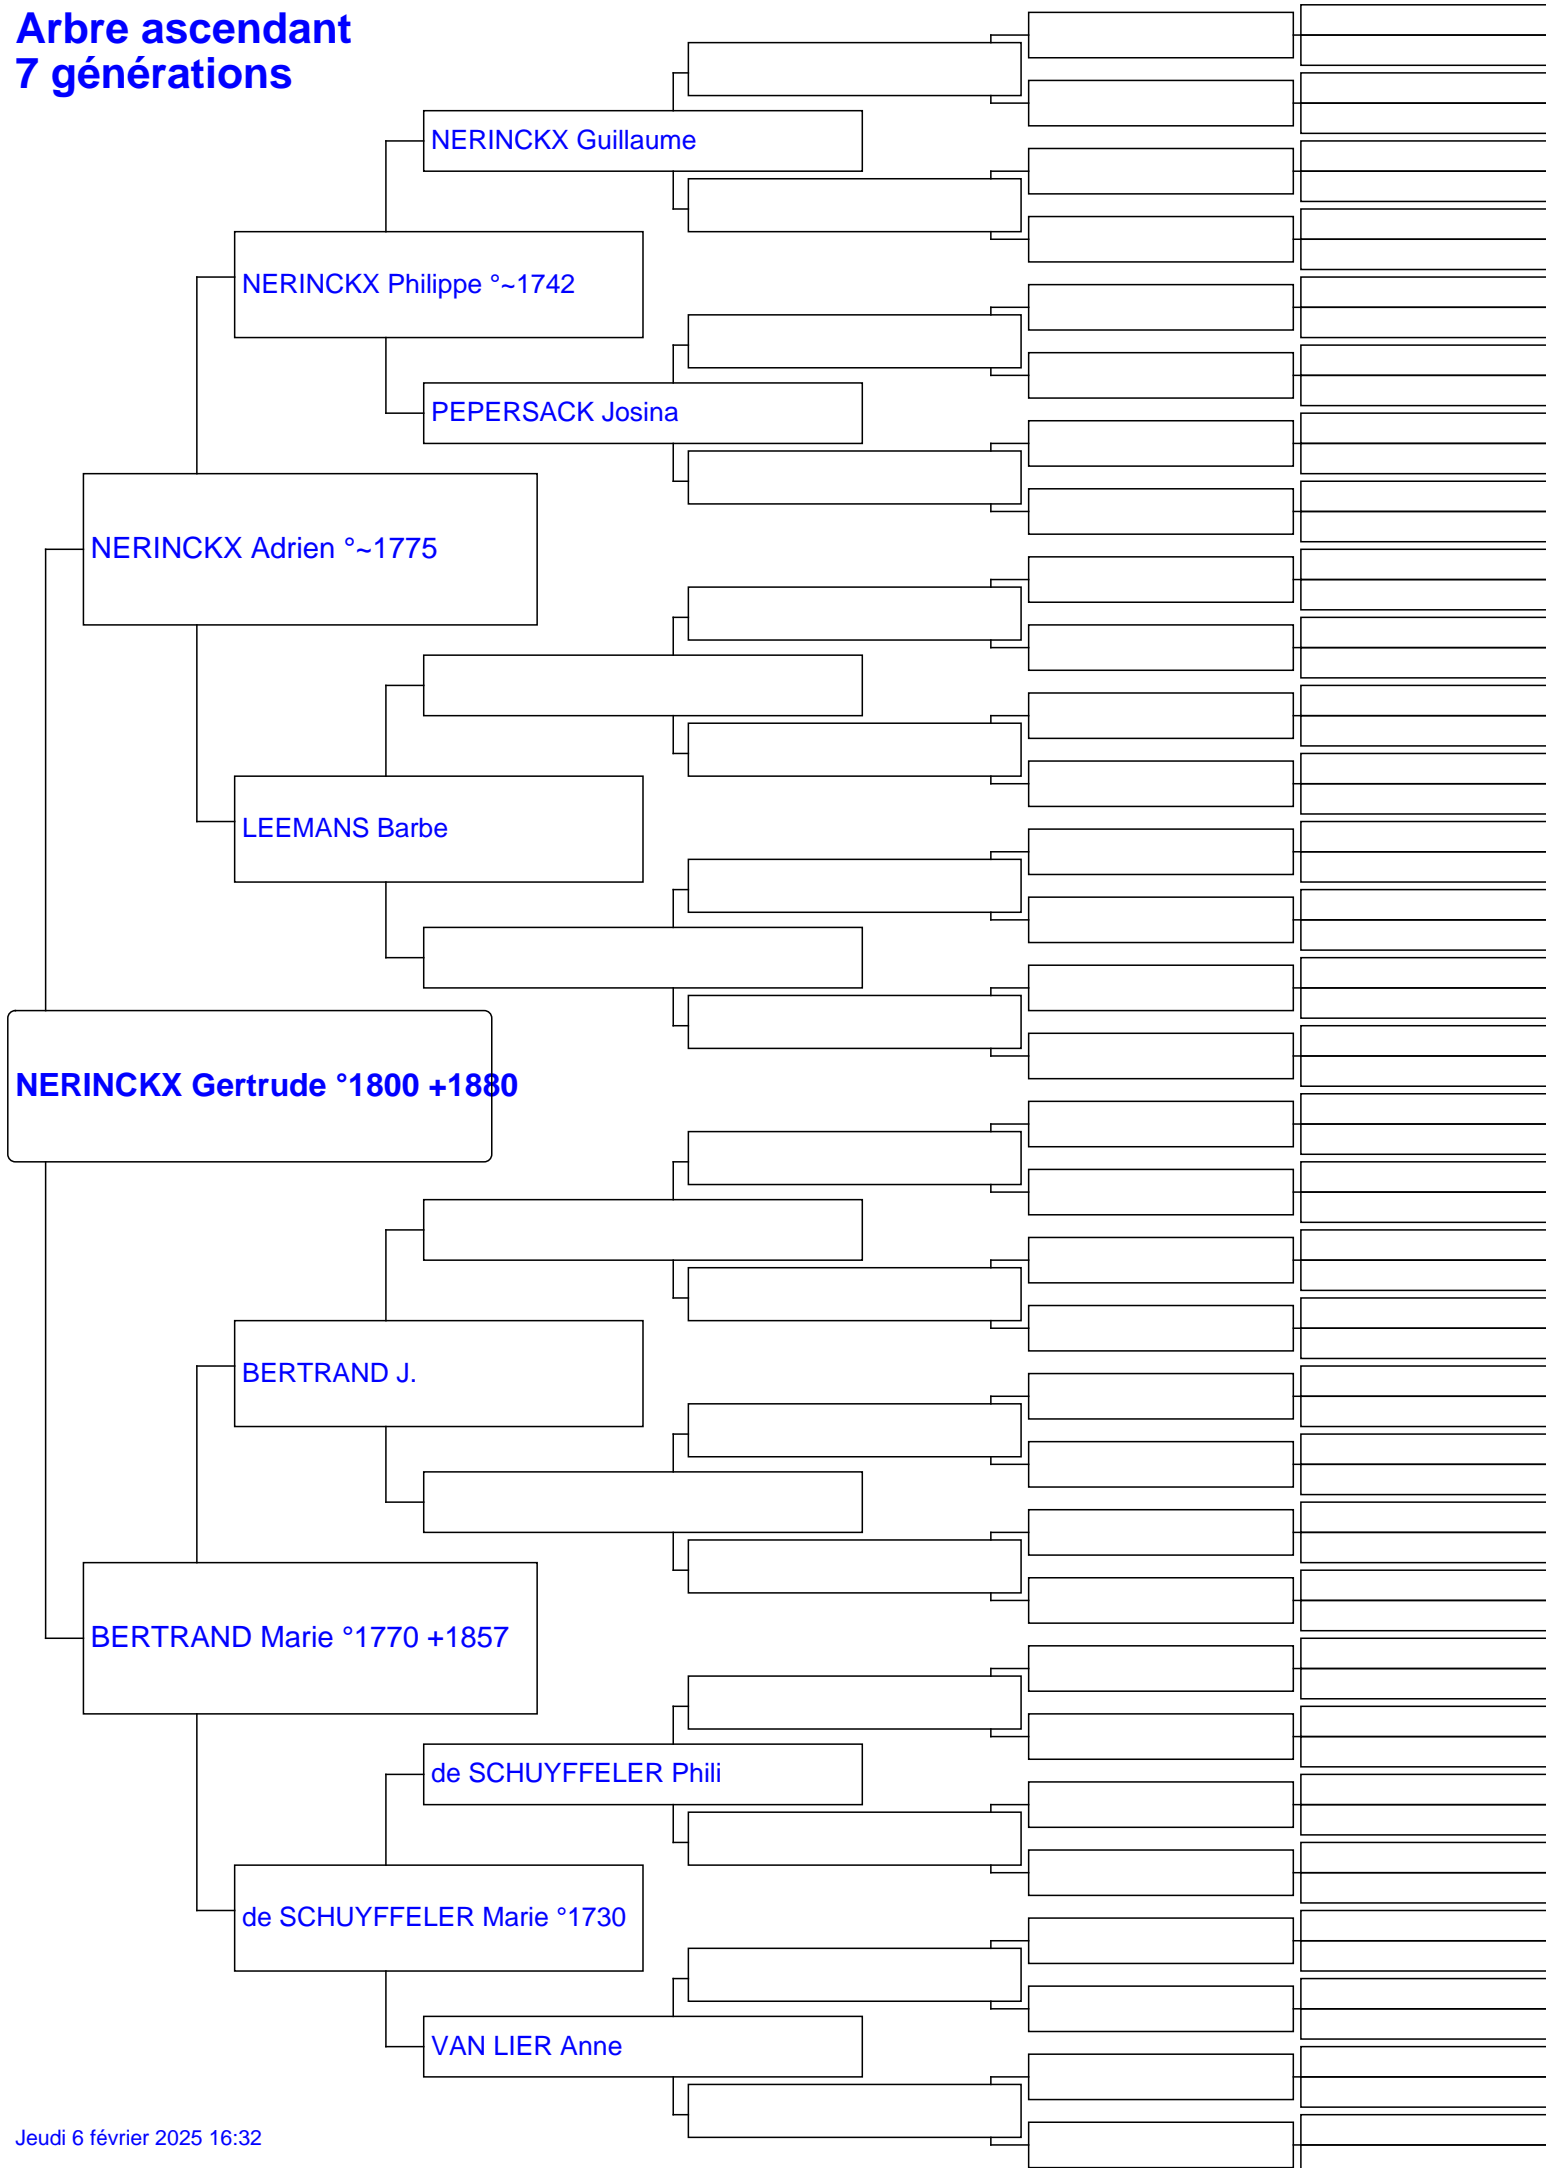 Arbre ascendant
7 générations
NERINCKX Guillaume
NERINCKX Philippe °~1742
PEPERSACK Josina
NERINCKX Adrien °~1775
LEEMANS Barbe
NERINCKX Gertrude °1800 +1880
BERTRAND J.
BERTRAND Marie °1770 +1857
de SCHUYFFELER Phili
de SCHUYFFELER Marie °1730
VAN LIER Anne
Jeudi 6 février 2025 16:32